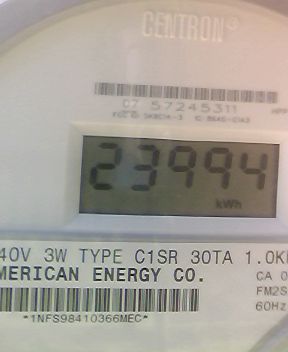 CENTRON®
07 57245311
23994
kWh
40V 3W TYPE C1SR 30TA 1.0K
MERICAN ENERGY CO.
CA 0
FM2S
60Hz
*1NFS98410366MEC*